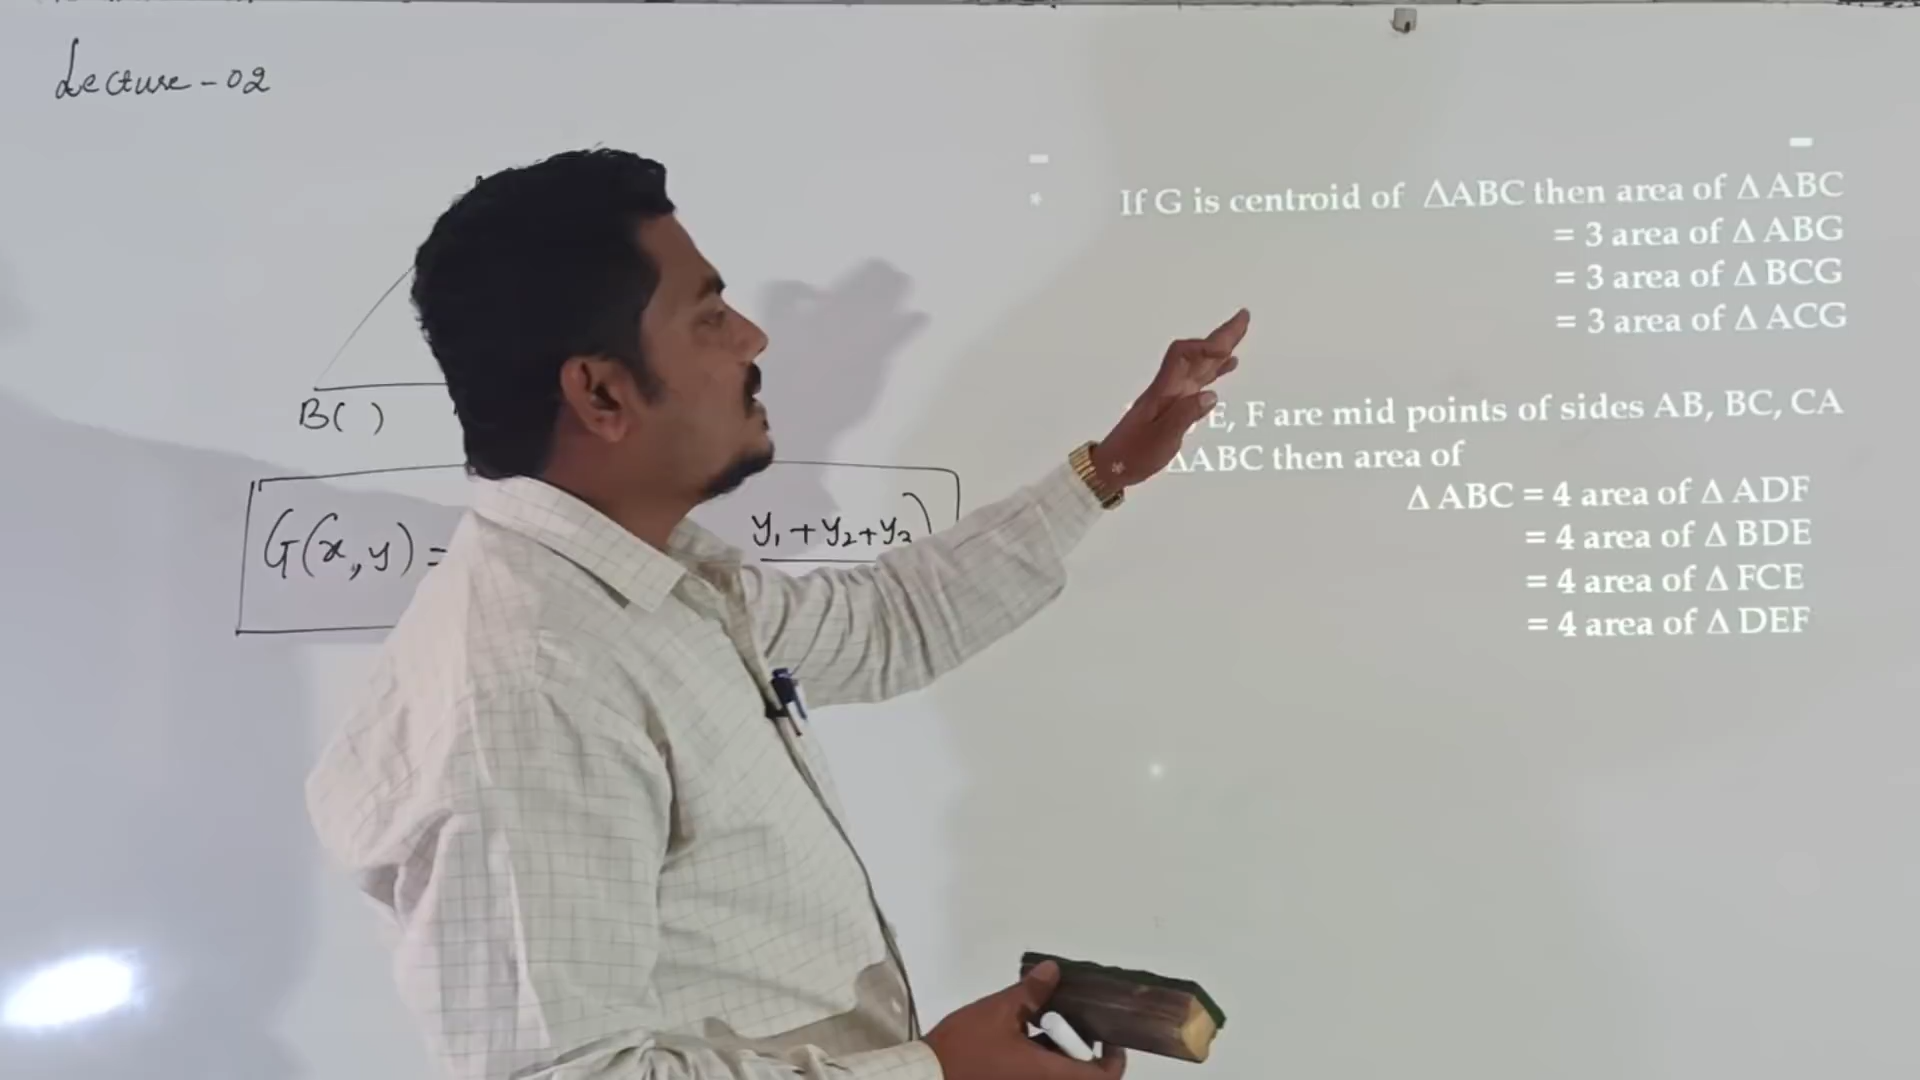 Lecture-02
B( )
G(x,y) =
y₁+y₂+y₃)
* If G is centroid of ΔABC then area of Δ ABC
= 3 area of Δ ABG
= 3 area of Δ BCG
= 3 area of Δ ACG
E, F are mid points of sides AB, BC, CA
ΔABC then area of
Δ ABC = 4 area of Δ ADF
= 4 area of Δ BDE
= 4 area of Δ FCE
= 4 area of Δ DEF